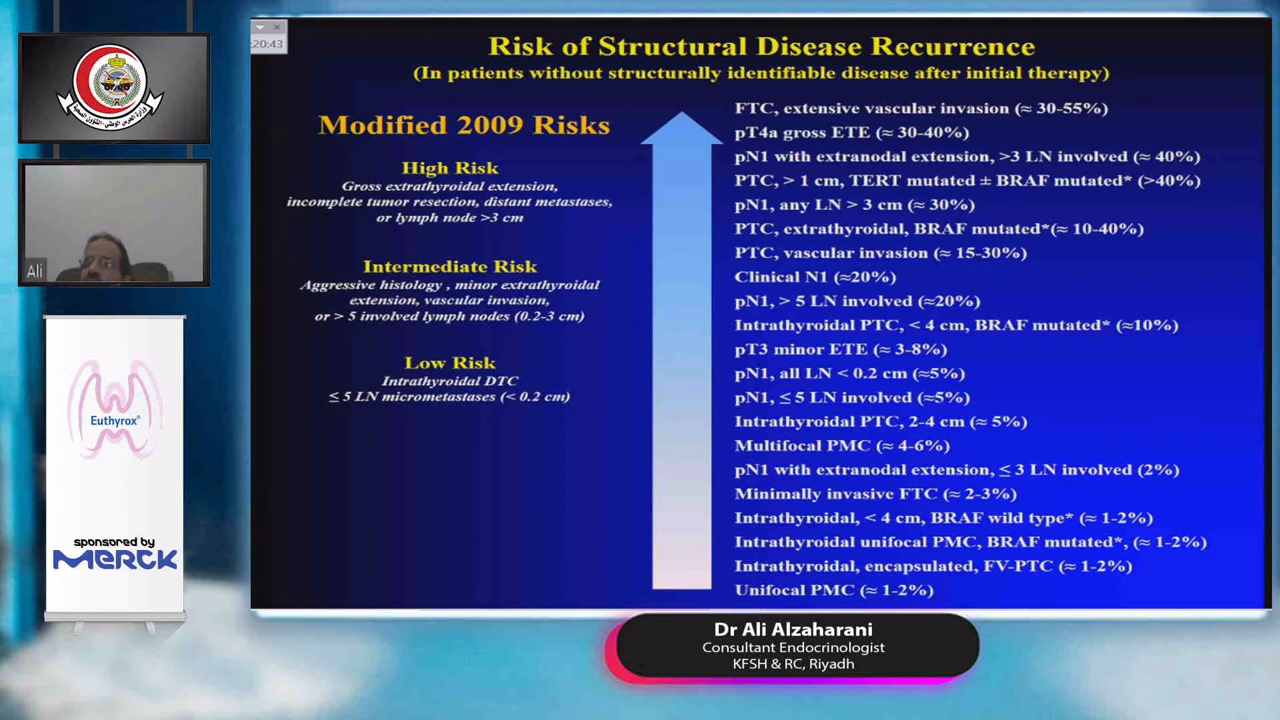 :20:43
Risk of Structural Disease Recurrence
(In patients without structurally identifiable disease after initial therapy)
Modified 2009 Risks
High Risk
Gross extrathyroidal extension,
incomplete tumor resection, distant metastases,
or lymph node >3 cm
Intermediate Risk
Aggressive histology , minor extrathyroidal
extension, vascular invasion,
or > 5 involved lymph nodes (0.2-3 cm)
Low Risk
Intrathyroidal DTC
≤ 5 LN micrometastases (< 0.2 cm)
FTC, extensive vascular invasion (≈ 30-55%)
pT4a gross ETE (≈ 30-40%)
pN1 with extranodal extension, >3 LN involved (≈ 40%)
PTC, > 1 cm, TERT mutated ± BRAF mutated* (>40%)
pN1, any LN > 3 cm (≈ 30%)
PTC, extrathyroidal, BRAF mutated*(≈ 10-40%)
PTC, vascular invasion (≈ 15-30%)
Clinical N1 (≈20%)
pN1, > 5 LN involved (≈20%)
Intrathyroidal PTC, < 4 cm, BRAF mutated* (≈10%)
pT3 minor ETE (≈ 3-8%)
pN1, all LN < 0.2 cm (≈5%)
pN1, ≤ 5 LN involved (≈5%)
Intrathyroidal PTC, 2-4 cm (≈ 5%)
Multifocal PMC (≈ 4-6%)
pN1 with extranodal extension, ≤ 3 LN involved (2%)
Minimally invasive FTC (≈ 2-3%)
Intrathyroidal, < 4 cm, BRAF wild type* (≈ 1-2%)
Intrathyroidal unifocal PMC, BRAF mutated*, (≈ 1-2%)
Intrathyroidal, encapsulated, FV-PTC (≈ 1-2%)
Unifocal PMC (≈ 1-2%)
Ali
Euthyrox®
sponsored by
MERCK
Dr Ali Alzaharani
Consultant Endocrinologist
KFSH & RC, Riyadh